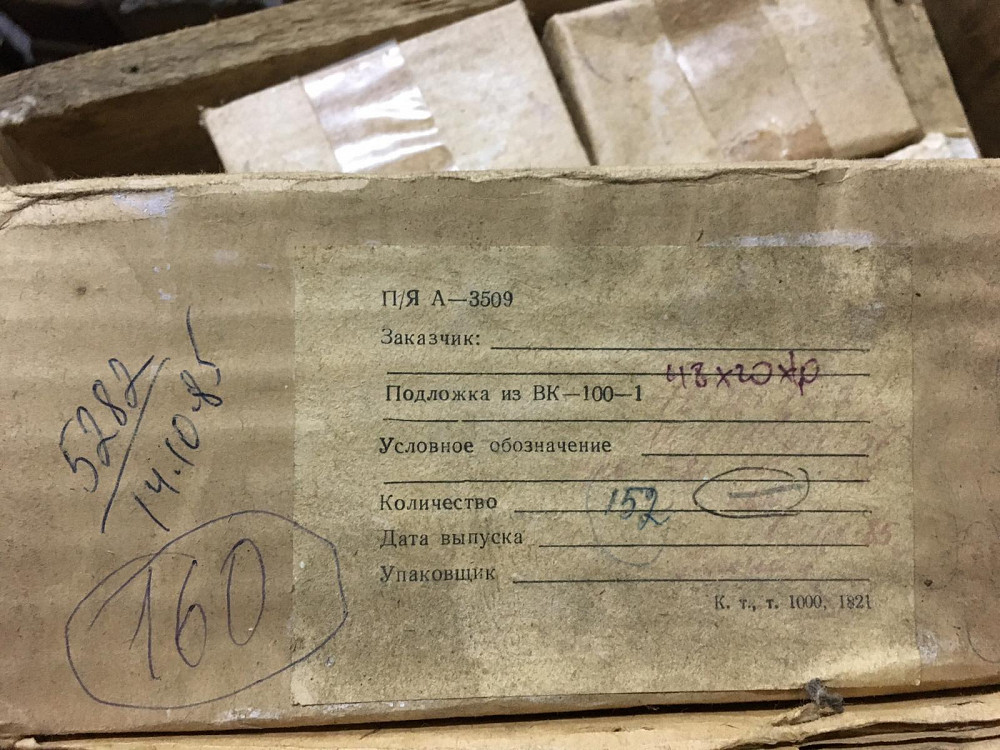 П/Я А—3509
Заказчик:
48х20хр
Подложка из ВК—100—1
Условное обозначение
Количество 152
Дата выпуска
Упаковщик
К. т., т. 1000, 1821
5282
14.10.85
160